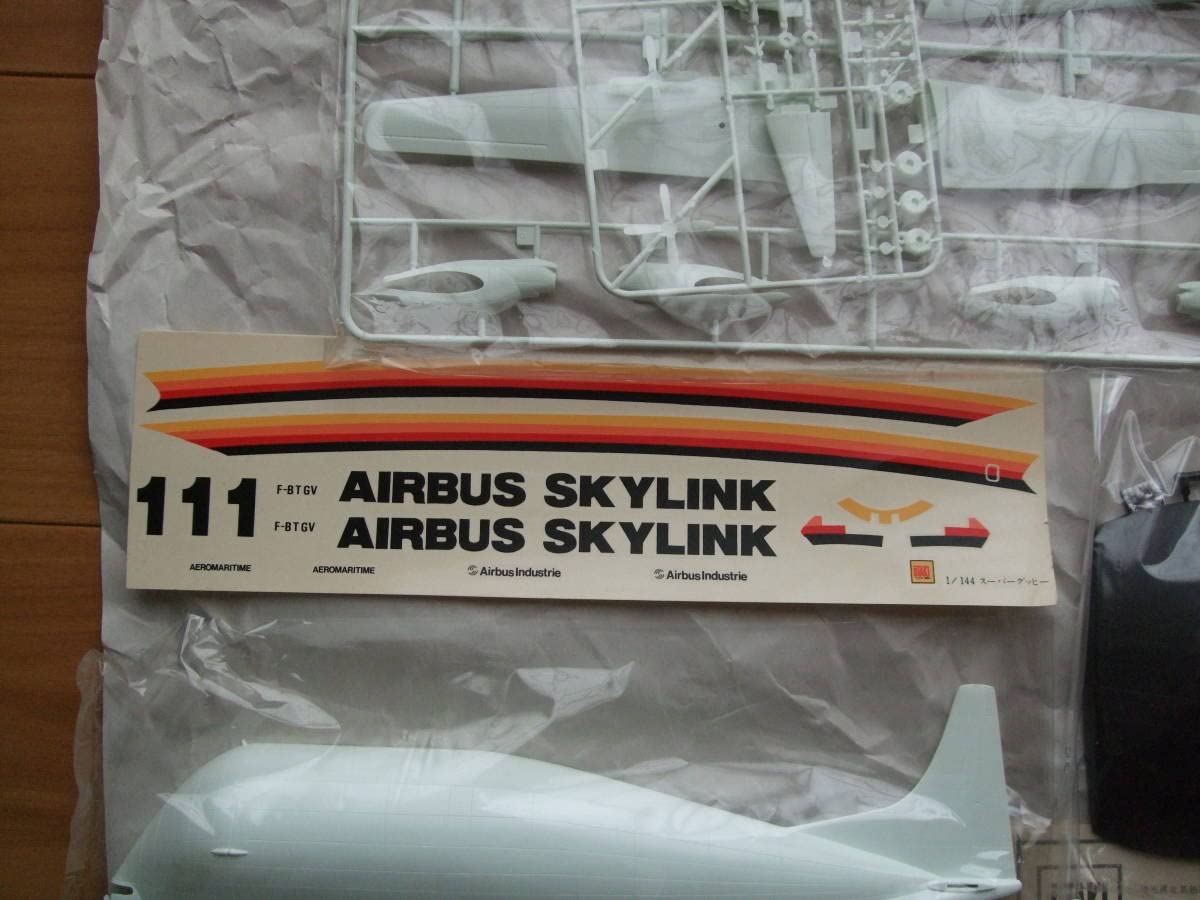 111 F-BTGV AIRBUS SKYLINK
F-BTGV AIRBUS SKYLINK
AEROMARITIME AEROMARITIME Airbus Industrie Airbus Industrie
1/144 スーパーグッピー